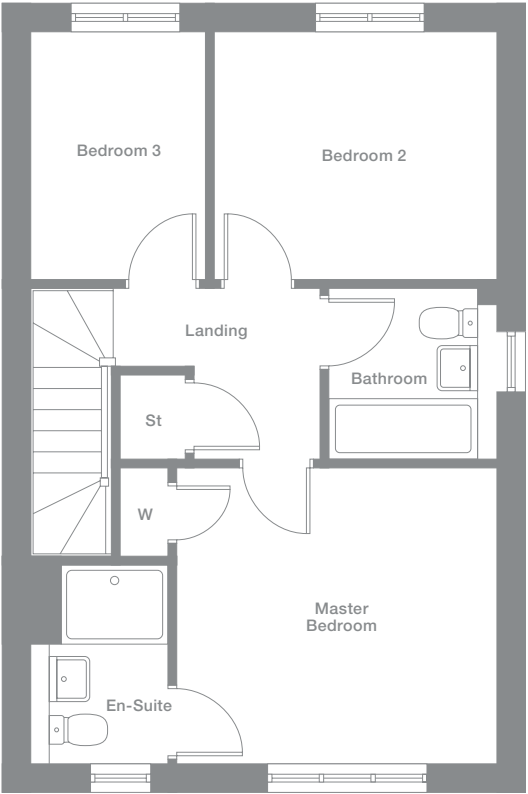 Bedroom 3
Bedroom 2
Landing
Bathroom
St
W
Master
Bedroom
En-Suite